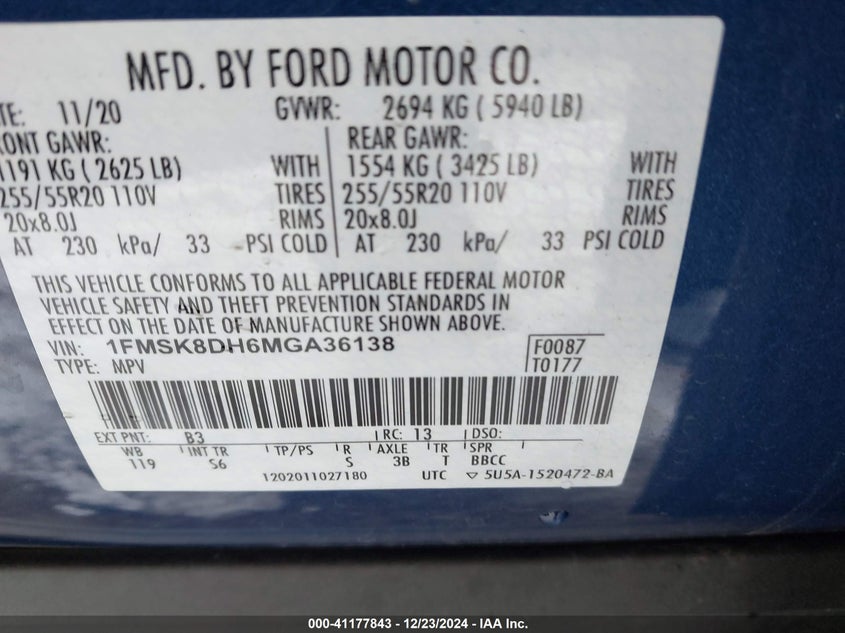 MFD. BY FORD MOTOR CO.
TE: 11/20 GVWR: 2694 KG ( 5940 LB)
RONT GAWR: REAR GAWR:
1191 KG ( 2625 LB) WITH 1554 KG ( 3425 LB) WITH
255/55R20 110V TIRES 255/55R20 110V TIRES
20x8.0J RIMS 20x8.0J RIMS
AT 230 kPa/ 33 PSI COLD AT 230 kPa/ 33 PSI COLD
THIS VEHICLE CONFORMS TO ALL APPLICABLE FEDERAL MOTOR
VEHICLE SAFETY AND THEFT PREVENTION STANDARDS IN
EFFECT ON THE DATE OF MANUFACTURE SHOWN ABOVE.
VIN: 1FMSK8DH6MGA36138 F0087
TYPE: MPV T0177
EXT PNT: B3 RC: 13 DSO:
WB INT TR TP/PS R AXLE TR SPR
119 S6 S 3B T BBCC
1202011027180 UTC ▽ 5U5A-1520472-BA
000-41177843 - 12/23/2024 - US - IAA, Inc.